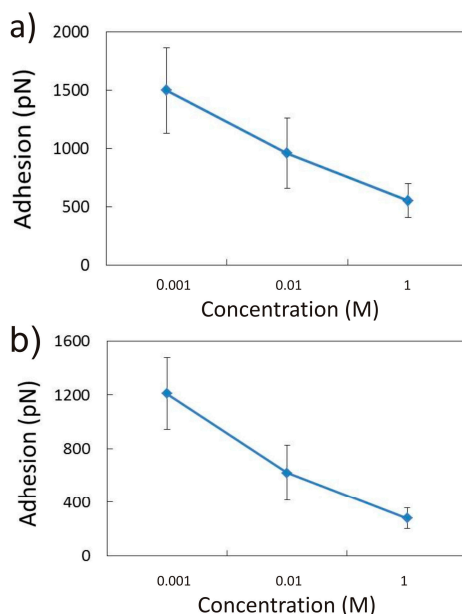 a)
Adhesion (pN)
2000
1500
1000
500
0
0.001 0.01 1
Concentration (M)
b)
Adhesion (pN)
1600
1200
800
400
0
0.001 0.01 1
Concentration (M)